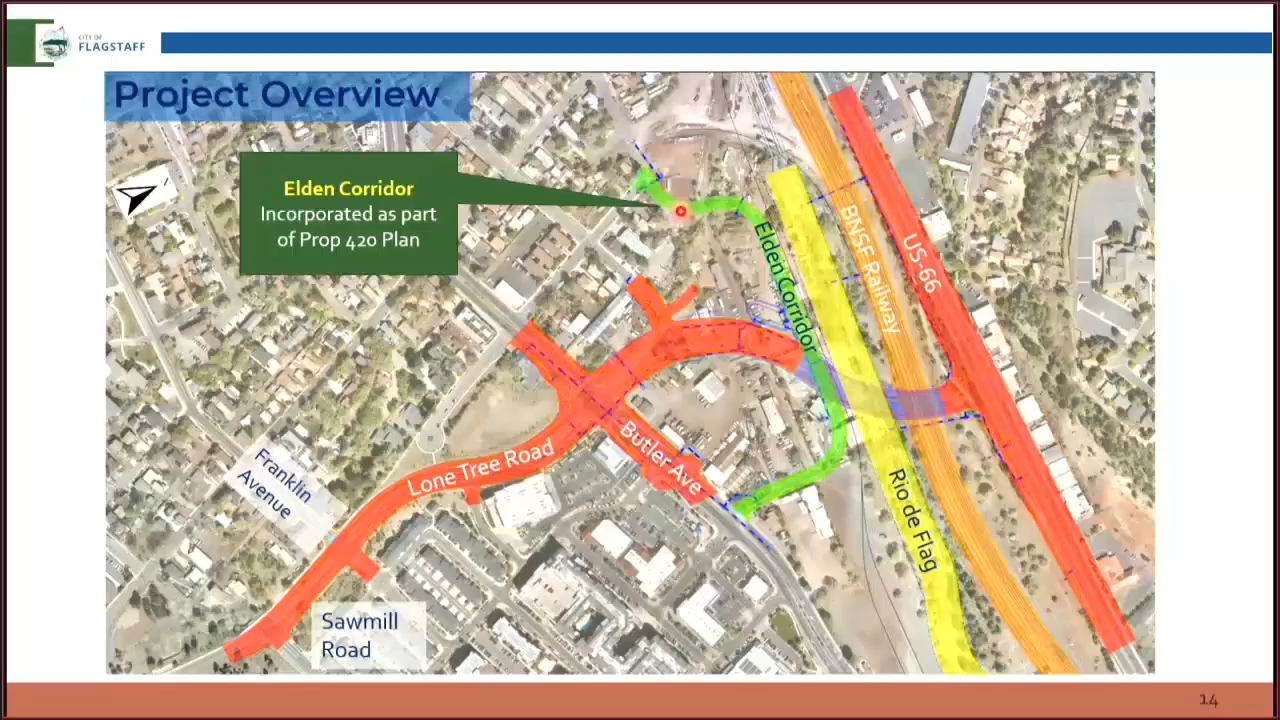 CITY OF
FLAGSTAFF
Project Overview
Elden Corridor
Incorporated as part
of Prop 420 Plan
Elden Corridor
BNSF Railway
US-66
Lone Tree Road
Butler Ave
Rio de Flag
Franklin
Avenue
Sawmill
Road
14